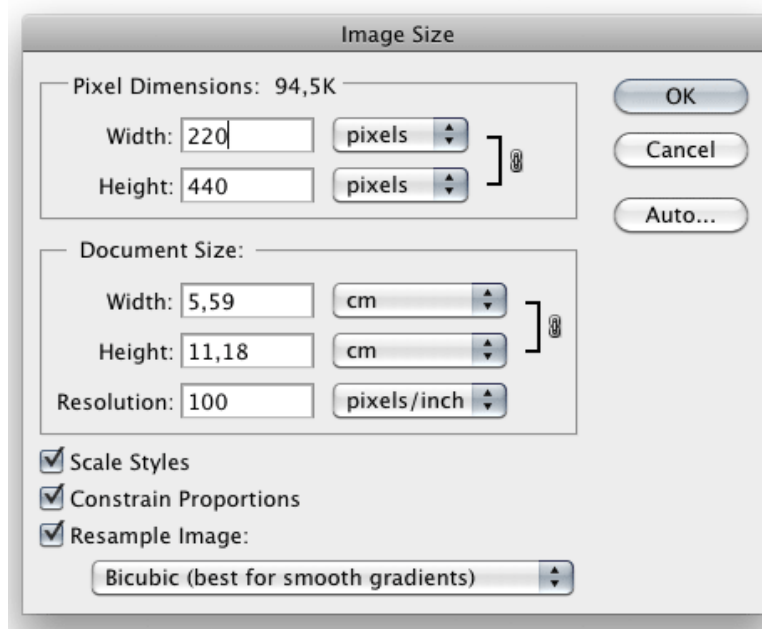 Image Size
Pixel Dimensions: 94,5K
Width: 220 pixels
Height: 440 pixels
OK
Cancel
Auto...
Document Size:
Width: 5,59 cm
Height: 11,18 cm
Resolution: 100 pixels/inch
Scale Styles
Constrain Proportions
Resample Image:
Bicubic (best for smooth gradients)